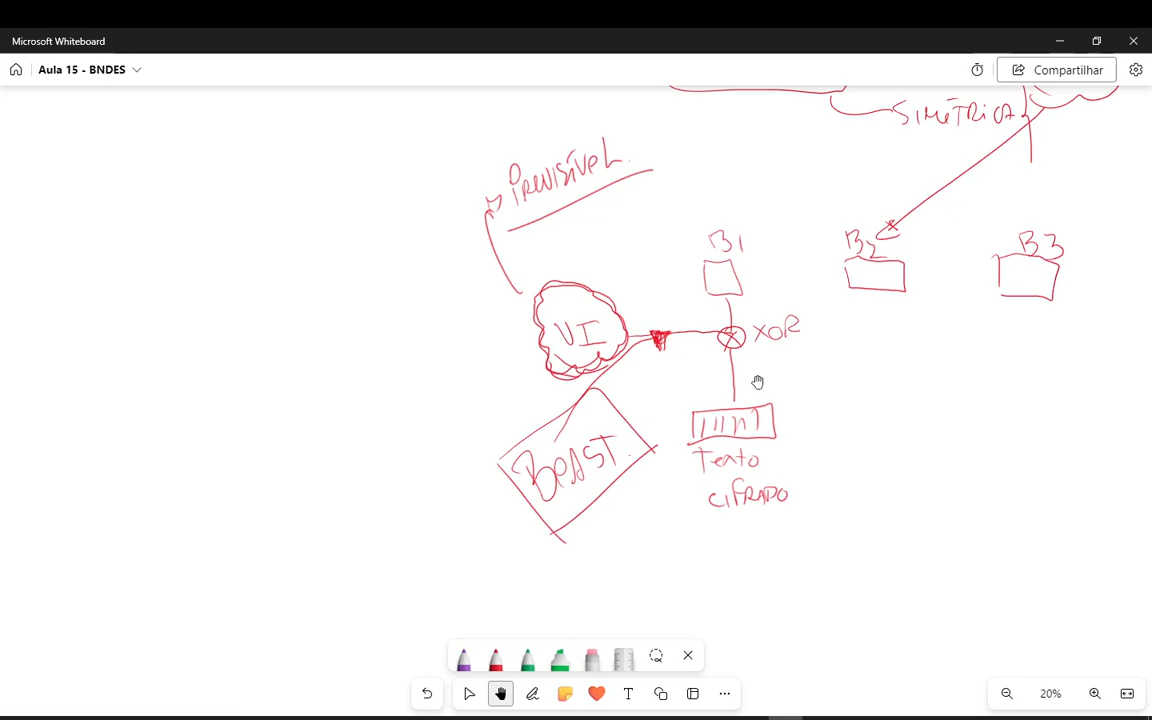 Microsoft Whiteboard
Aula 15 - BNDES
Compartilhar
SIMÉTRICA
PREVISÍVEL.
B1
B2
B3
VI
XOR
BEAST.
Texto
CIFRADO
T
20%